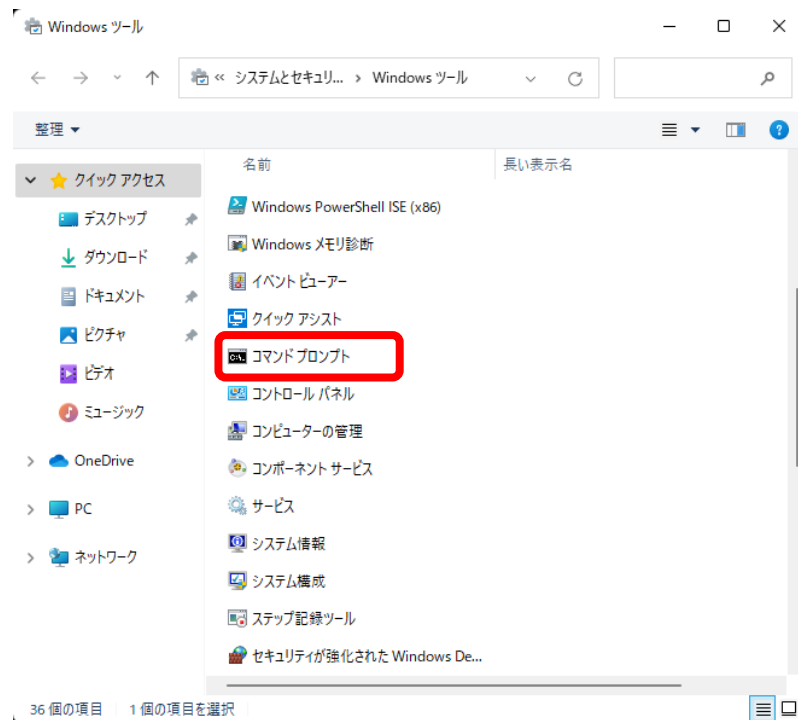 Windows ツール
« システムとセキュリ... › Windows ツール
整理
名前 長い表示名
クイック アクセス
デスクトップ
ダウンロード
ドキュメント
ピクチャ
ビデオ
ミュージック
OneDrive
PC
ネットワーク
Windows PowerShell ISE (x86)
Windows メモリ診断
イベント ビューアー
クイック アシスト
コマンド プロンプト
コントロール パネル
コンピューターの管理
コンポーネント サービス
サービス
システム情報
システム構成
ステップ記録ツール
セキュリティが強化された Windows De...
36 個の項目 1 個の項目を選択